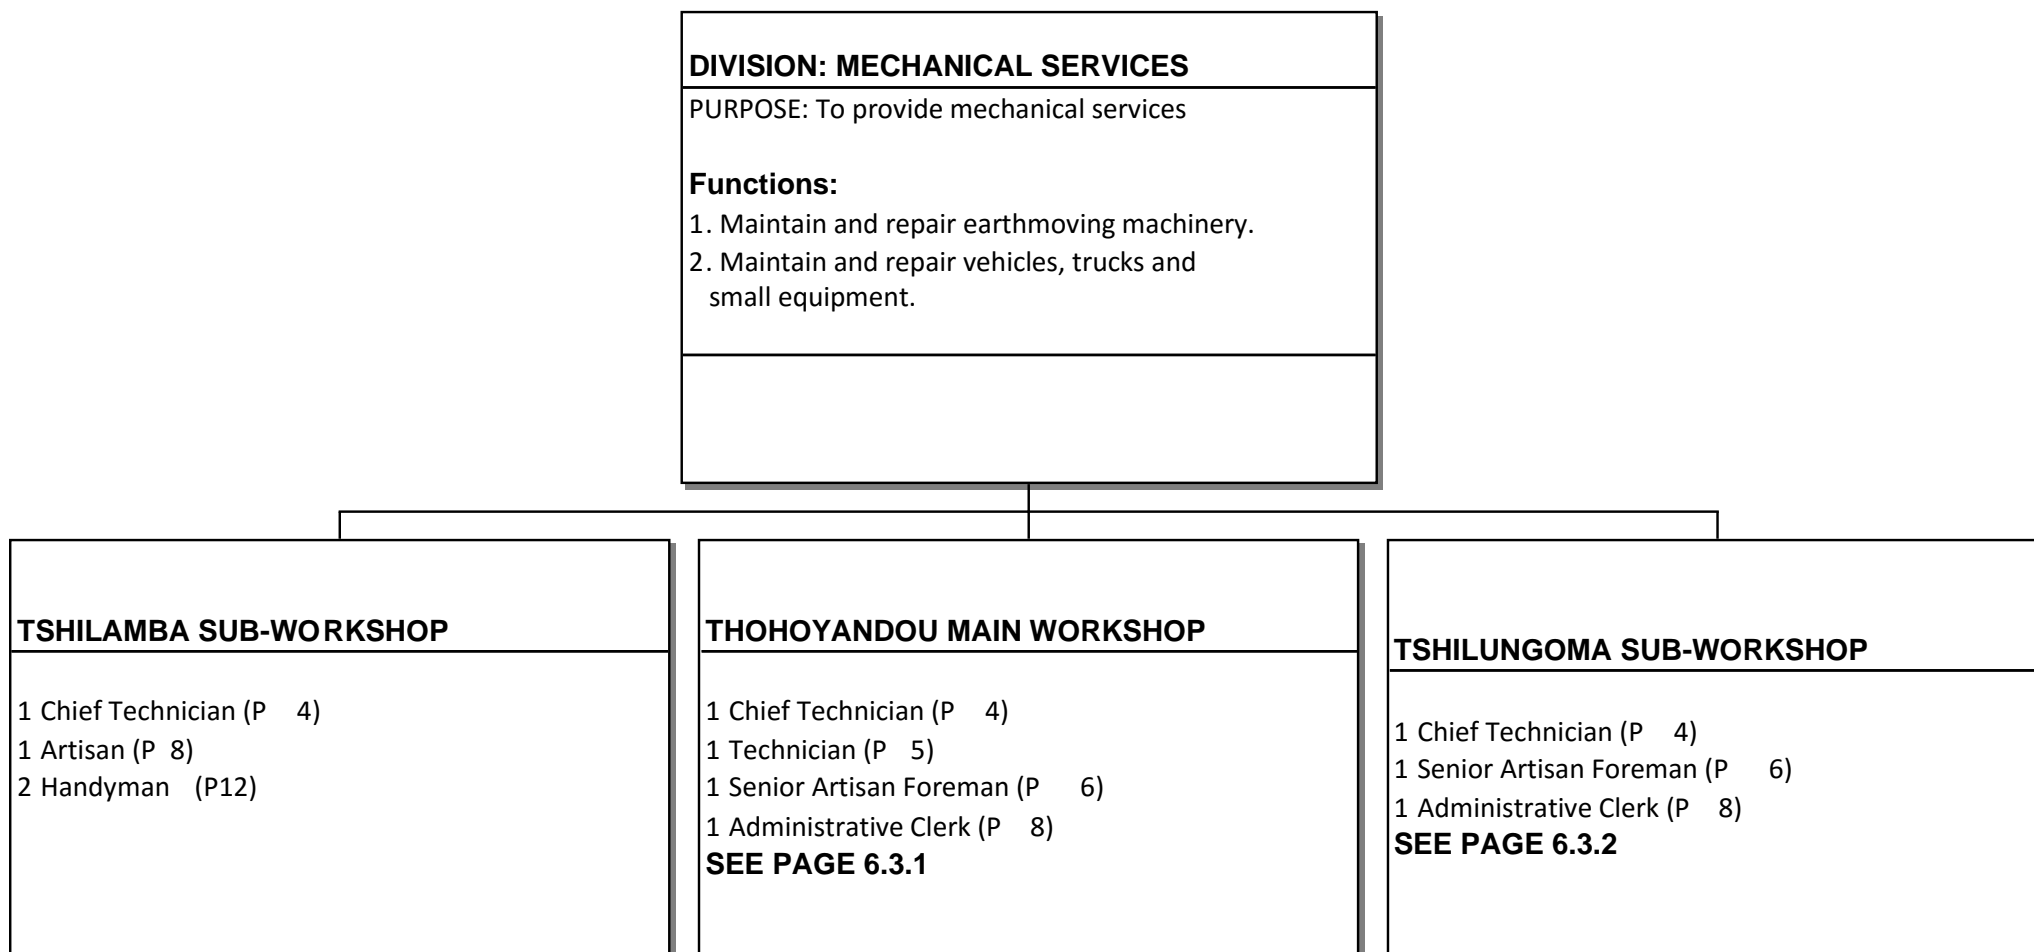 DIVISION: MECHANICAL SERVICES
PURPOSE: To provide mechanical services
Functions:
1. Maintain and repair earthmoving machinery.
2. Maintain and repair vehicles, trucks and
small equipment.
TSHILAMBA SUB-WORKSHOP
1 Chief Technician (P 4)
1 Artisan (P 8)
2 Handyman (P12)
THOHOYANDOU MAIN WORKSHOP
1 Chief Technician (P 4)
1 Technician (P 5)
1 Senior Artisan Foreman (P 6)
1 Administrative Clerk (P 8)
SEE PAGE 6.3.1
TSHILUNGOMA SUB-WORKSHOP
1 Chief Technician (P 4)
1 Senior Artisan Foreman (P 6)
1 Administrative Clerk (P 8)
SEE PAGE 6.3.2